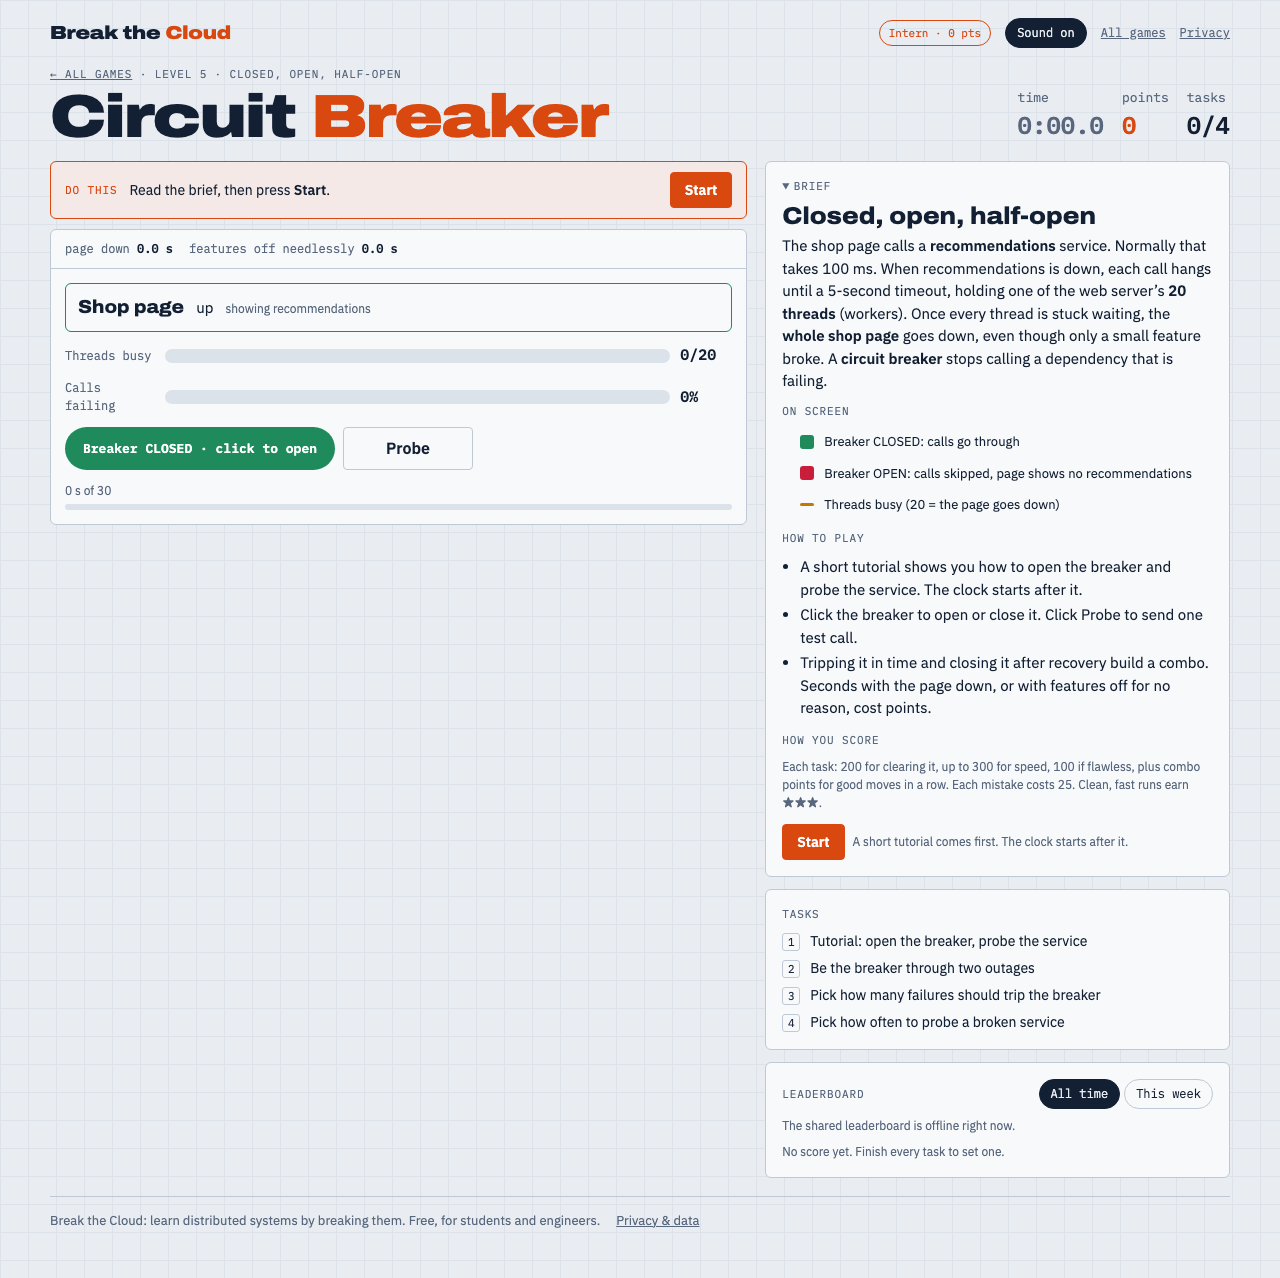 Break the Cloud
Intern · 0 pts
Sound on
All games
Privacy
← ALL GAMES · LEVEL 5 · CLOSED, OPEN, HALF-OPEN
Circuit Breaker
time
0:00.0
points
0
tasks
0/4
DO THIS Read the brief, then press Start.
Start
page down 0.0 s features off needlessly 0.0 s
Shop page up showing recommendations
Threads busy 0/20
Calls
failing 0%
Breaker CLOSED · click to open
Probe
0 s of 30
▼ BRIEF
Closed, open, half-open
The shop page calls a recommendations service. Normally that
takes 100 ms. When recommendations is down, each call hangs
until a 5-second timeout, holding one of the web server’s 20
threads (workers). Once every thread is stuck waiting, the
whole shop page goes down, even though only a small feature
broke. A circuit breaker stops calling a dependency that is
failing.
ON SCREEN
Breaker CLOSED: calls go through
Breaker OPEN: calls skipped, page shows no recommendations
Threads busy (20 = the page goes down)
HOW TO PLAY
• A short tutorial shows you how to open the breaker and
probe the service. The clock starts after it.
• Click the breaker to open or close it. Click Probe to send one
test call.
• Tripping it in time and closing it after recovery build a combo.
Seconds with the page down, or with features off for no
reason, cost points.
HOW YOU SCORE
Each task: 200 for clearing it, up to 300 for speed, 100 if flawless, plus combo
points for good moves in a row. Each mistake costs 25. Clean, fast runs earn
★★★.
Start
A short tutorial comes first. The clock starts after it.
TASKS
1 Tutorial: open the breaker, probe the service
2 Be the breaker through two outages
3 Pick how many failures should trip the breaker
4 Pick how often to probe a broken service
LEADERBOARD
All time
This week
The shared leaderboard is offline right now.
No score yet. Finish every task to set one.
Break the Cloud: learn distributed systems by breaking them. Free, for students and engineers. Privacy & data